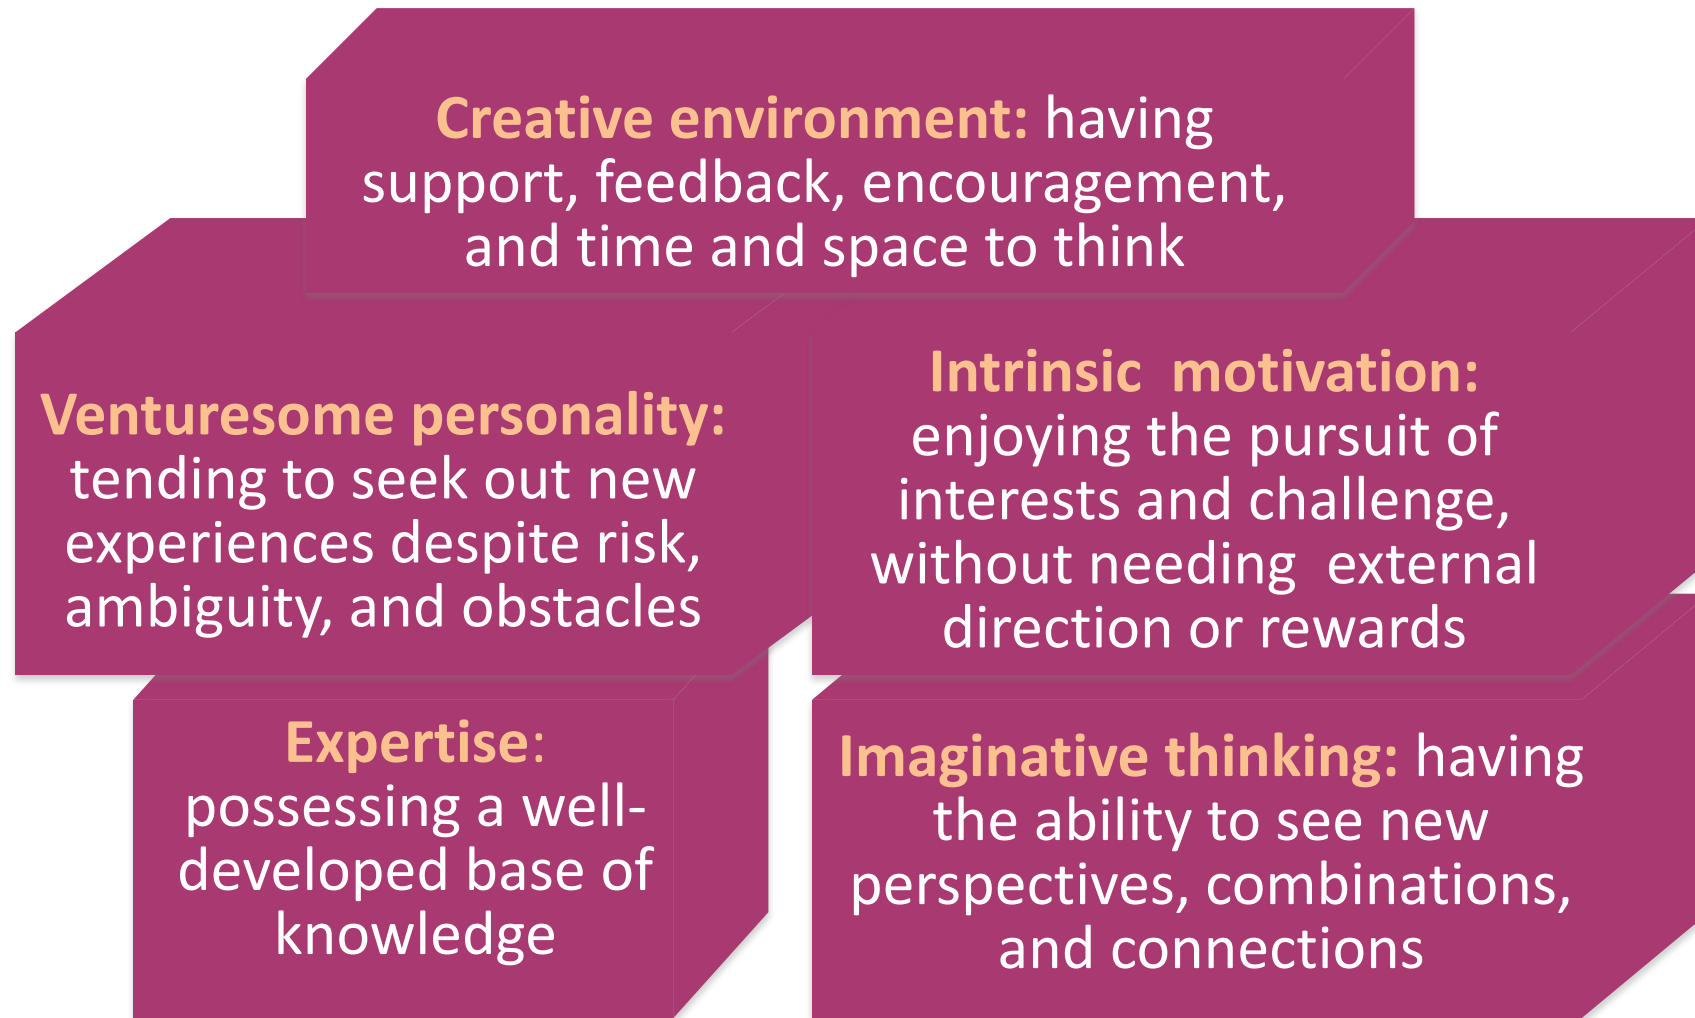 Creative environment: having
support, feedback, encouragement,
and time and space to think
Venturesome personality:
tending to seek out new
experiences despite risk,
ambiguity, and obstacles
Intrinsic  motivation:
enjoying the pursuit of
interests and challenge,
without needing  external
direction or rewards
Expertise:
possessing a well-
developed base of
knowledge
Imaginative thinking: having
the ability to see new
perspectives, combinations,
and connections